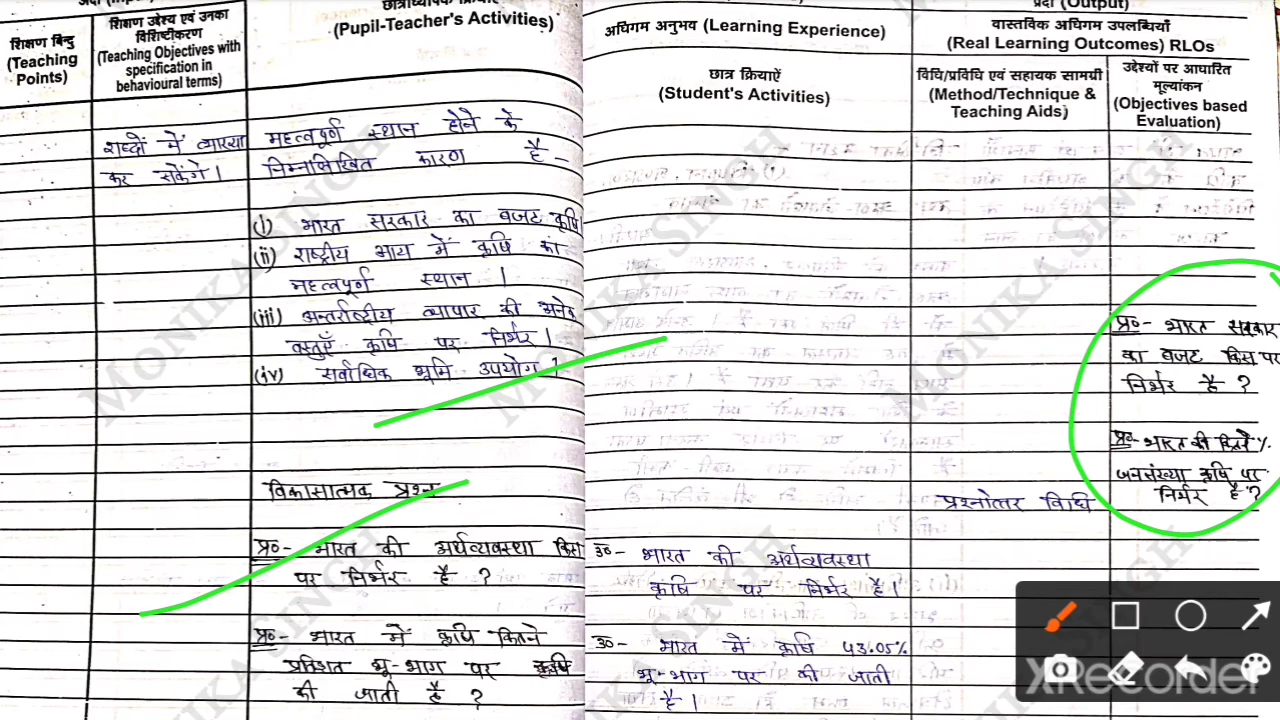 छात्राध्यापक
(Pupil-Teacher's Activities)
शिक्षण बिन्दु
(Teaching
Points)
शिक्षण उद्देश्य एवं उनका
विशिष्टीकरण
(Teaching Objectives with
specification in
behavioural terms)
शब्दों में व्याख्या
कर सकेंगे।
महत्वपूर्ण स्थान होने के
निम्नलिखित कारण है –
(i) भारत सरकार का बजट कृषि
(ii) राष्ट्रीय आय में कृषि का
महत्वपूर्ण स्थान ।
(iii) अन्तर्राष्ट्रीय व्यापार की अनेक
वस्तुएँ कृषि पर निर्भर ।
(iv) सर्वाधिक भूमि उपयोग ।
विकासात्मक प्रश्न
प्र०- भारत की अर्थव्यवस्था किस
पर निर्भर है ?
प्र०- भारत में कृषि कितने
प्रतिशत भू-भाग पर कृषि
की जाती है ?
(Output)
अधिगम अनुभव (Learning Experience)
वास्तविक अधिगम उपलब्धियाँ
(Real Learning Outcomes) RLOs
छात्र क्रियाऐं
(Student's Activities)
विधि/प्रविधि एवं सहायक सामग्री
(Method/Technique &
Teaching Aids)
उद्देश्यों पर आधारित
मूल्यांकन
(Objectives based
Evaluation)
प्र०- भारत सरकार
का बजट किस पर
निर्भर है ?
प्र०- भारत की कितने %
जनसंख्या कृषि पर
निर्भर है ?
प्रश्नोत्तर विधि
उ०- भारत की अर्थव्यवस्था
कृषि पर निर्भर है।
उ०- भारत में कृषि 43.05%
भू-भाग पर की जाती
है ।
MONIKA SINGH
MONIKA SINGH
MONIKA SINGH
XRecorder